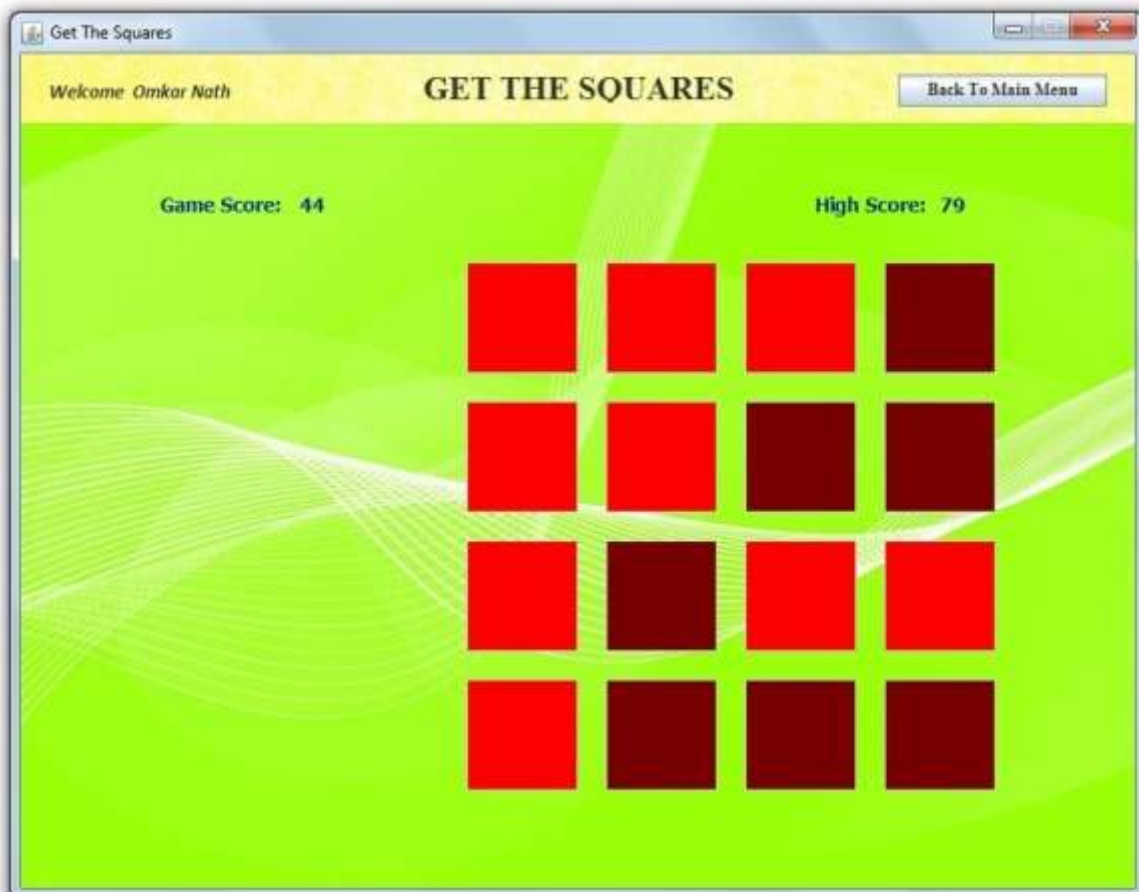 Get The Squares
Welcome Omkar Nath
GET THE SQUARES
Back To Main Menu
Game Score: 44
High Score: 79